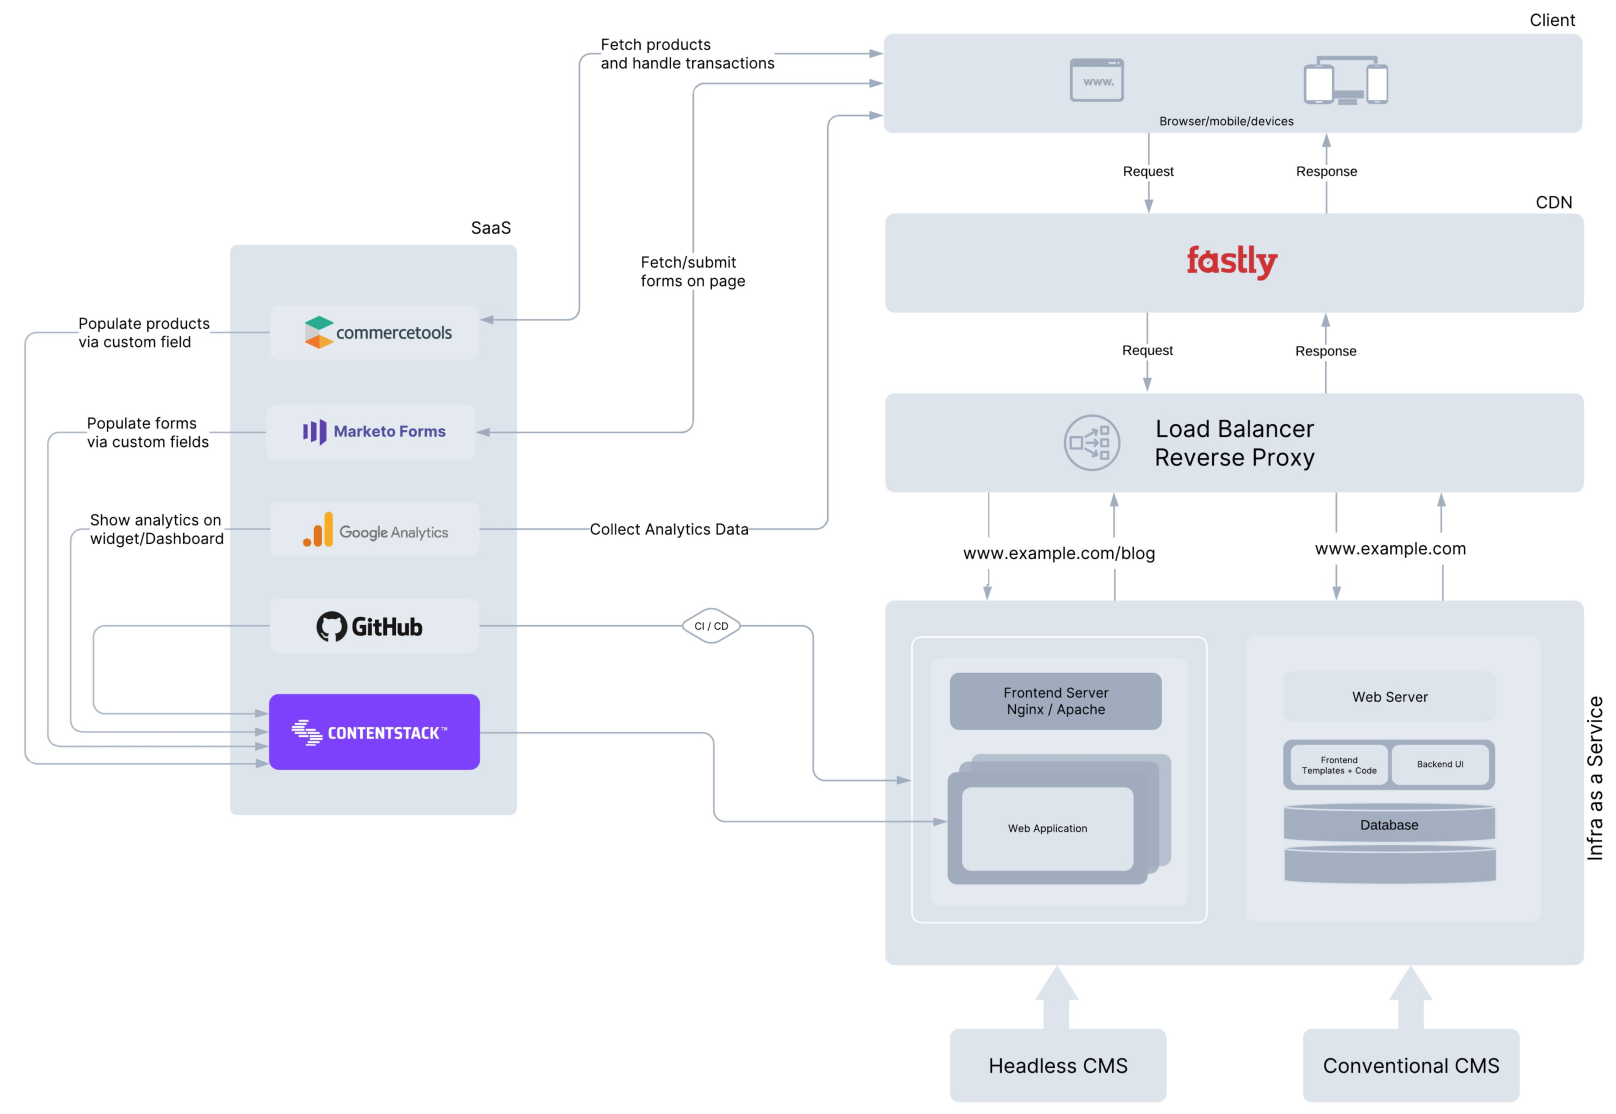 Client
Fetch products
and handle transactions
www.
Browser/mobile/devices
Request
Response
CDN
fastly
SaaS
Fetch/submit
forms on page
Populate products
via custom field
commercetools
Request
Response
Populate forms
via custom fields
Marketo Forms
Load Balancer
Reverse Proxy
Show analytics on
widget/Dashboard
Google Analytics
Collect Analytics Data
www.example.com/blog
www.example.com
GitHub
CI / CD
CONTENTSTACK™
Frontend Server
Nginx / Apache
Web Server
Frontend
Templates + Code
Backend UI
Web Application
Database
Infra as a Service
Headless CMS
Conventional CMS